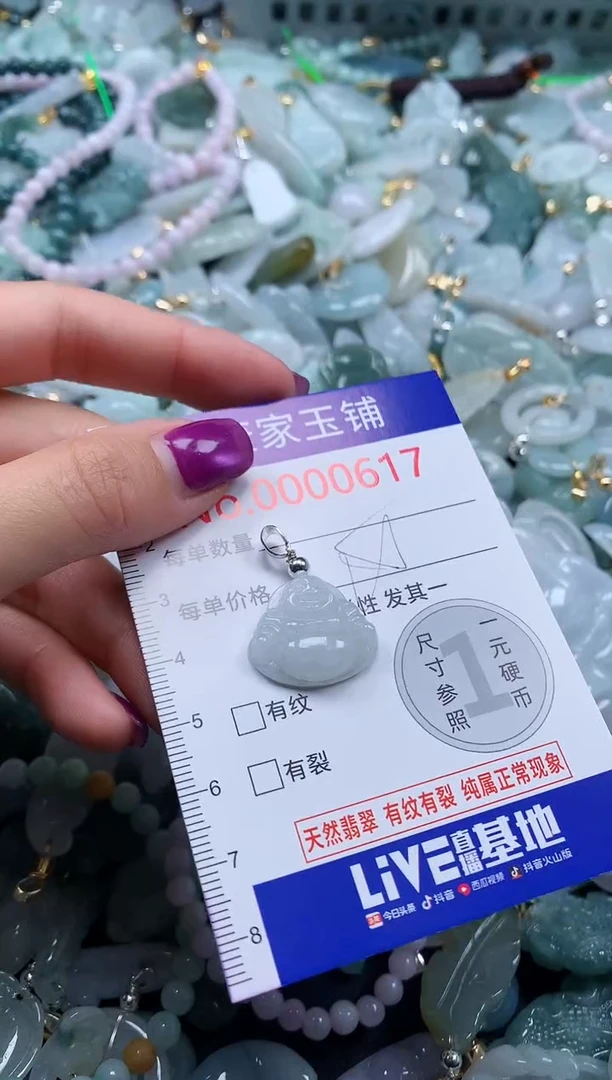 家玉铺
No.0000617
每单数量
每单价格 性 发其一
尺寸参照
1
一元硬币
有纹
有裂
天然翡翠 有纹有裂 纯属正常现象
LiVE直播基地
今日头条 抖音 西瓜视频 抖音火山版
2
3
4
5
6
7
8